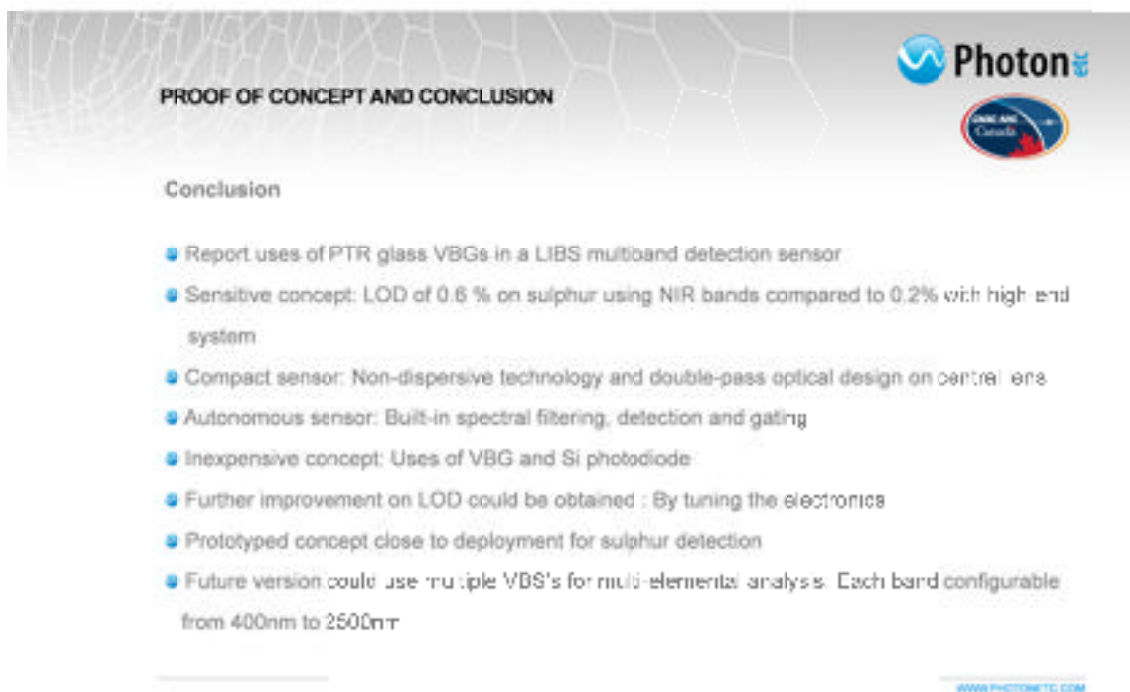 Photon etc
PROOF OF CONCEPT AND CONCLUSION
Canada
Conclusion
Report uses of PTR glass VBGs in a LIBS multiband detection sensor
Sensitive concept: LOD of 0.6 % on sulphur using NIR bands compared to 0.2% with high-end
system
Compact sensor: Non-dispersive technology and double-pass optical design on central lens
Autonomous sensor: Built-in spectral filtering, detection and gating
Inexpensive concept: Uses of VBG and Si photodiode
Further improvement on LOD could be obtained : By tuning the electronics
Prototyped concept close to deployment for sulphur detection
Future version could use multiple VBS's for multi-elemental analysis. Each band configurable
from 400nm to 2500nm
WWW.PHOTONETC.COM